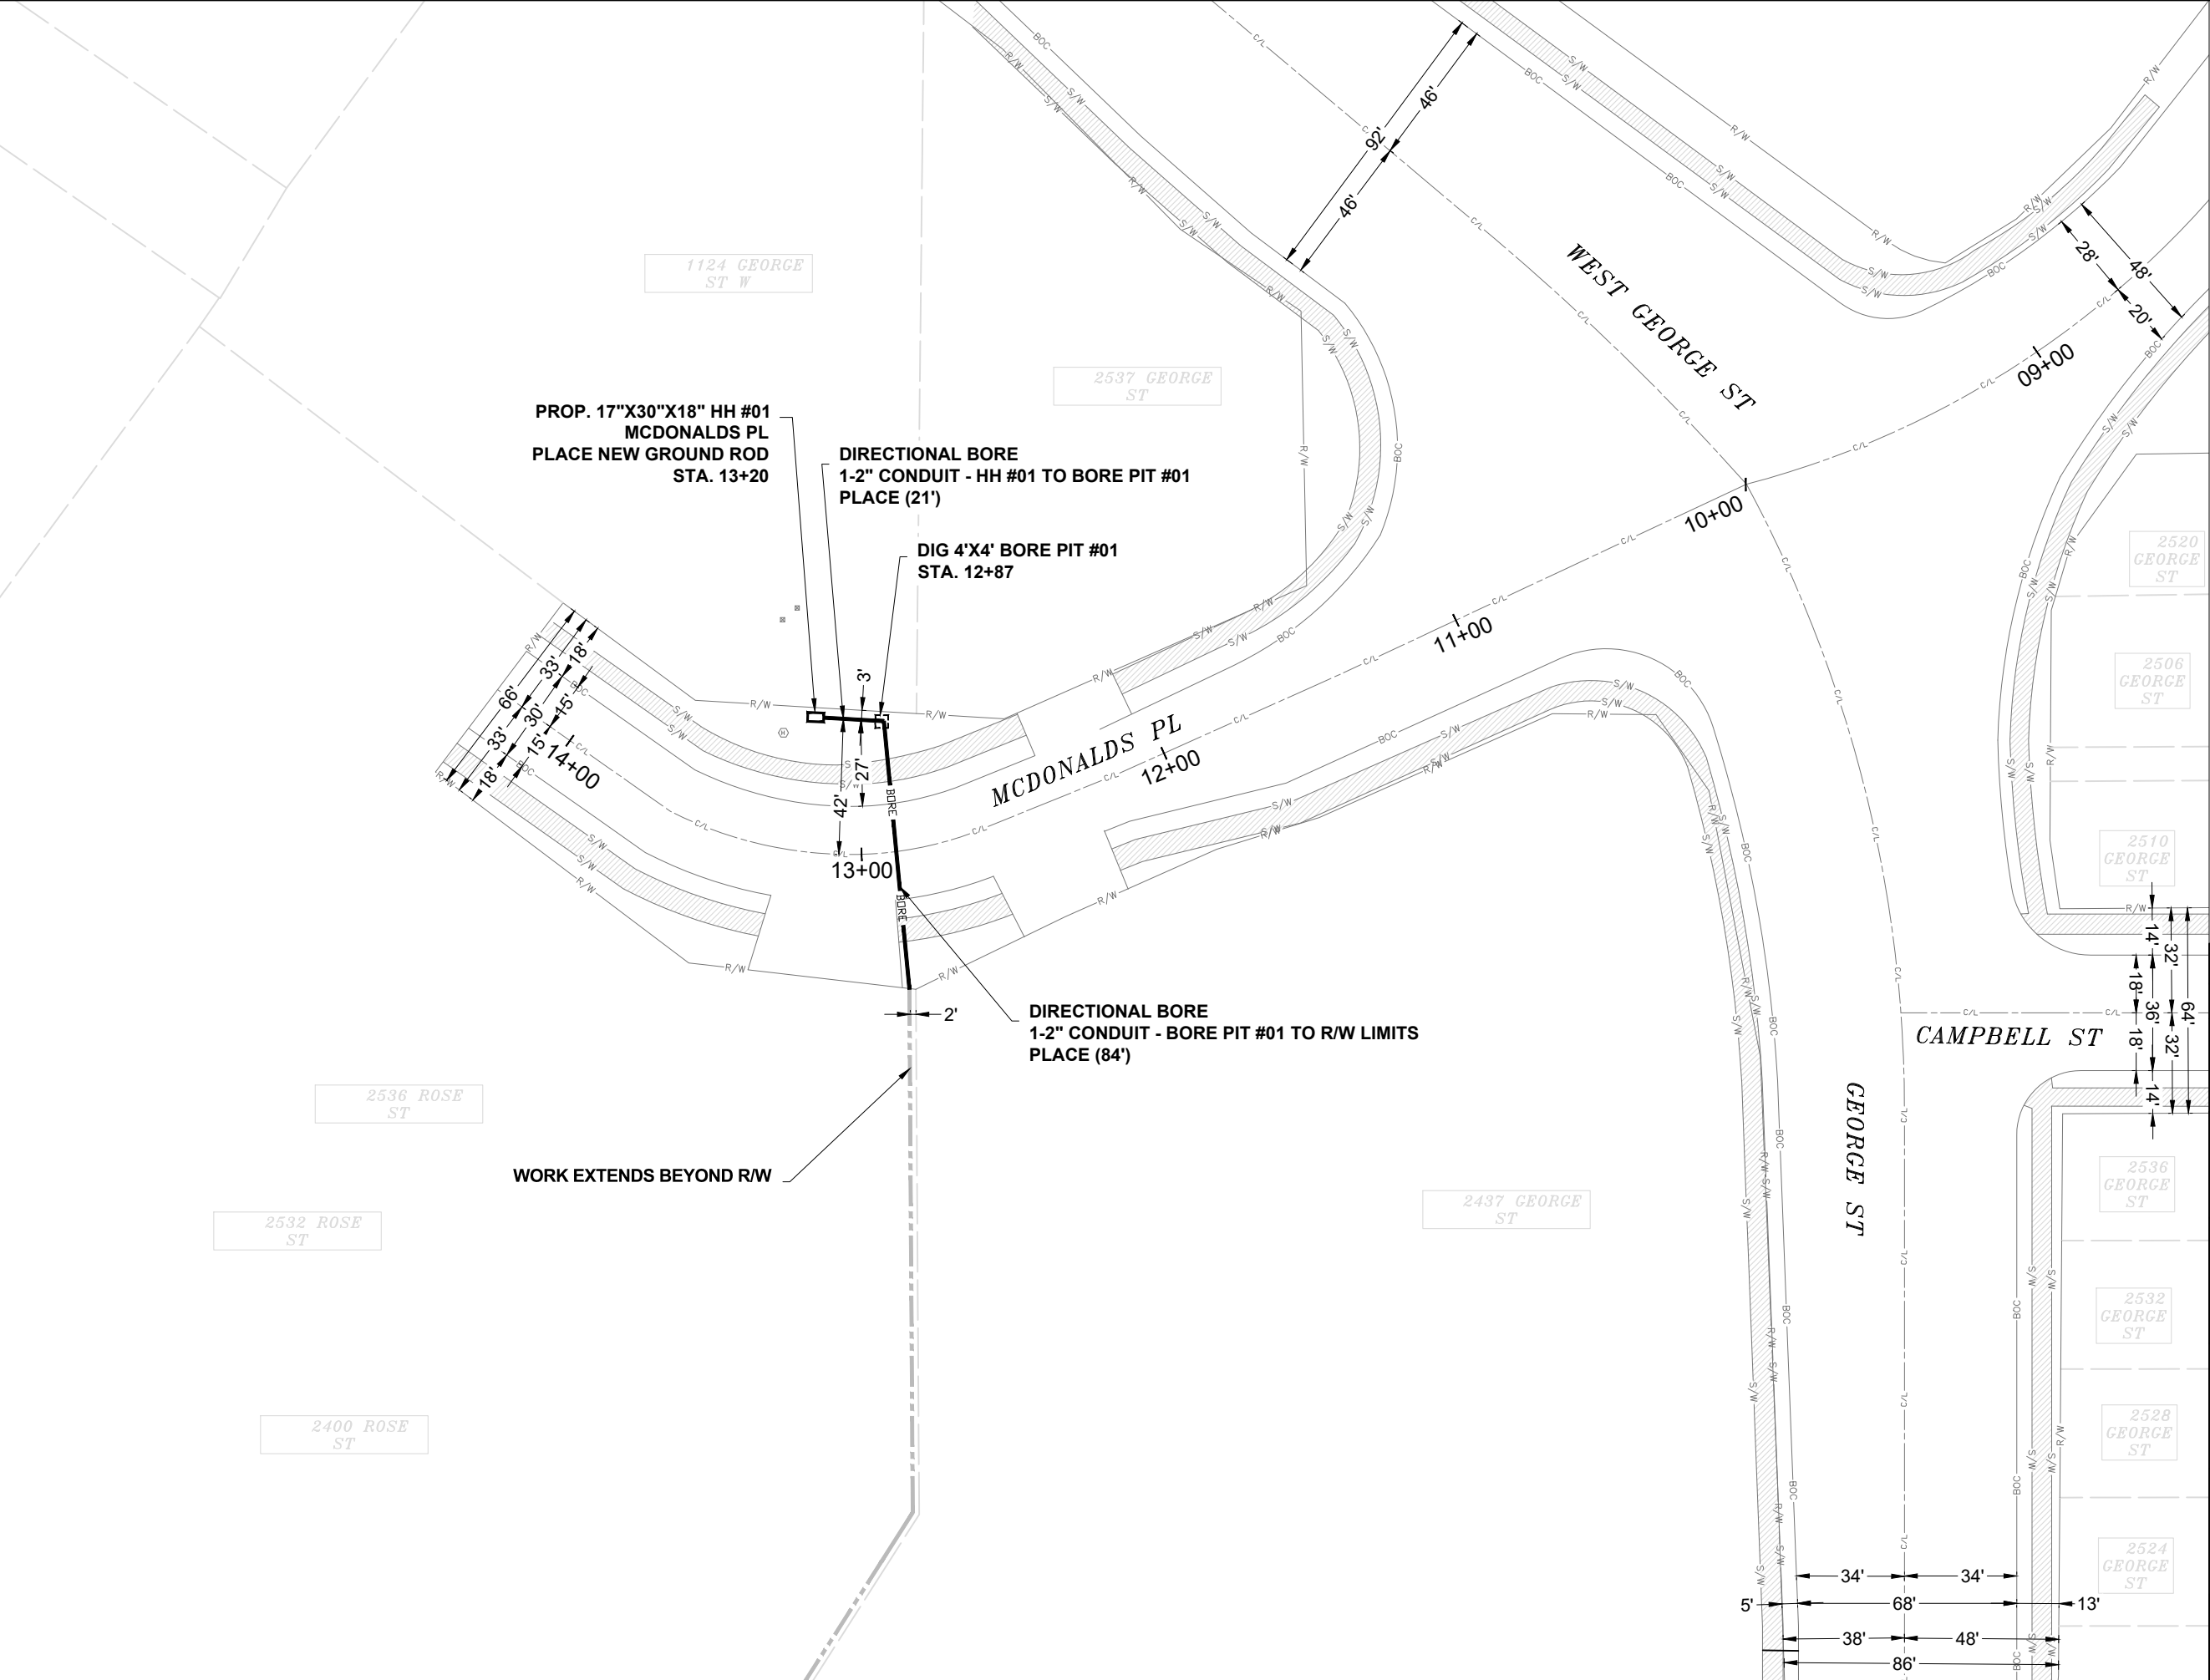 1124 GEORGE
ST W
2537 GEORGE
ST
WEST GEORGE ST
92'
46'
46'
48'
28'
20'
09+00
10+00
11+00
12+00
13+00
14+00
PROP. 17"X30"X18" HH #01
MCDONALDS PL
PLACE NEW GROUND ROD
STA. 13+20
DIRECTIONAL BORE
1-2" CONDUIT - HH #01 TO BORE PIT #01
PLACE (21')
DIG 4'X4' BORE PIT #01
STA. 12+87
MCDONALDS PL
3'
27'
42'
66'
33'
33'
18'
30'
15'
15'
18'
BORE
BORE
2'
DIRECTIONAL BORE
1-2" CONDUIT - BORE PIT #01 TO R/W LIMITS
PLACE (84')
WORK EXTENDS BEYOND R/W
2536 ROSE
ST
2532 ROSE
ST
2400 ROSE
ST
2437 GEORGE
ST
GEORGE ST
CAMPBELL ST
14'
32'
18'
36'
64'
18'
32'
14'
2520
GEORGE
ST
2506
GEORGE
ST
2510
GEORGE
ST
2536
GEORGE
ST
2532
GEORGE
ST
2528
GEORGE
ST
2524
GEORGE
ST
34'
34'
5'
68'
13'
38'
48'
86'
R/W
S/W
BOC
C/L